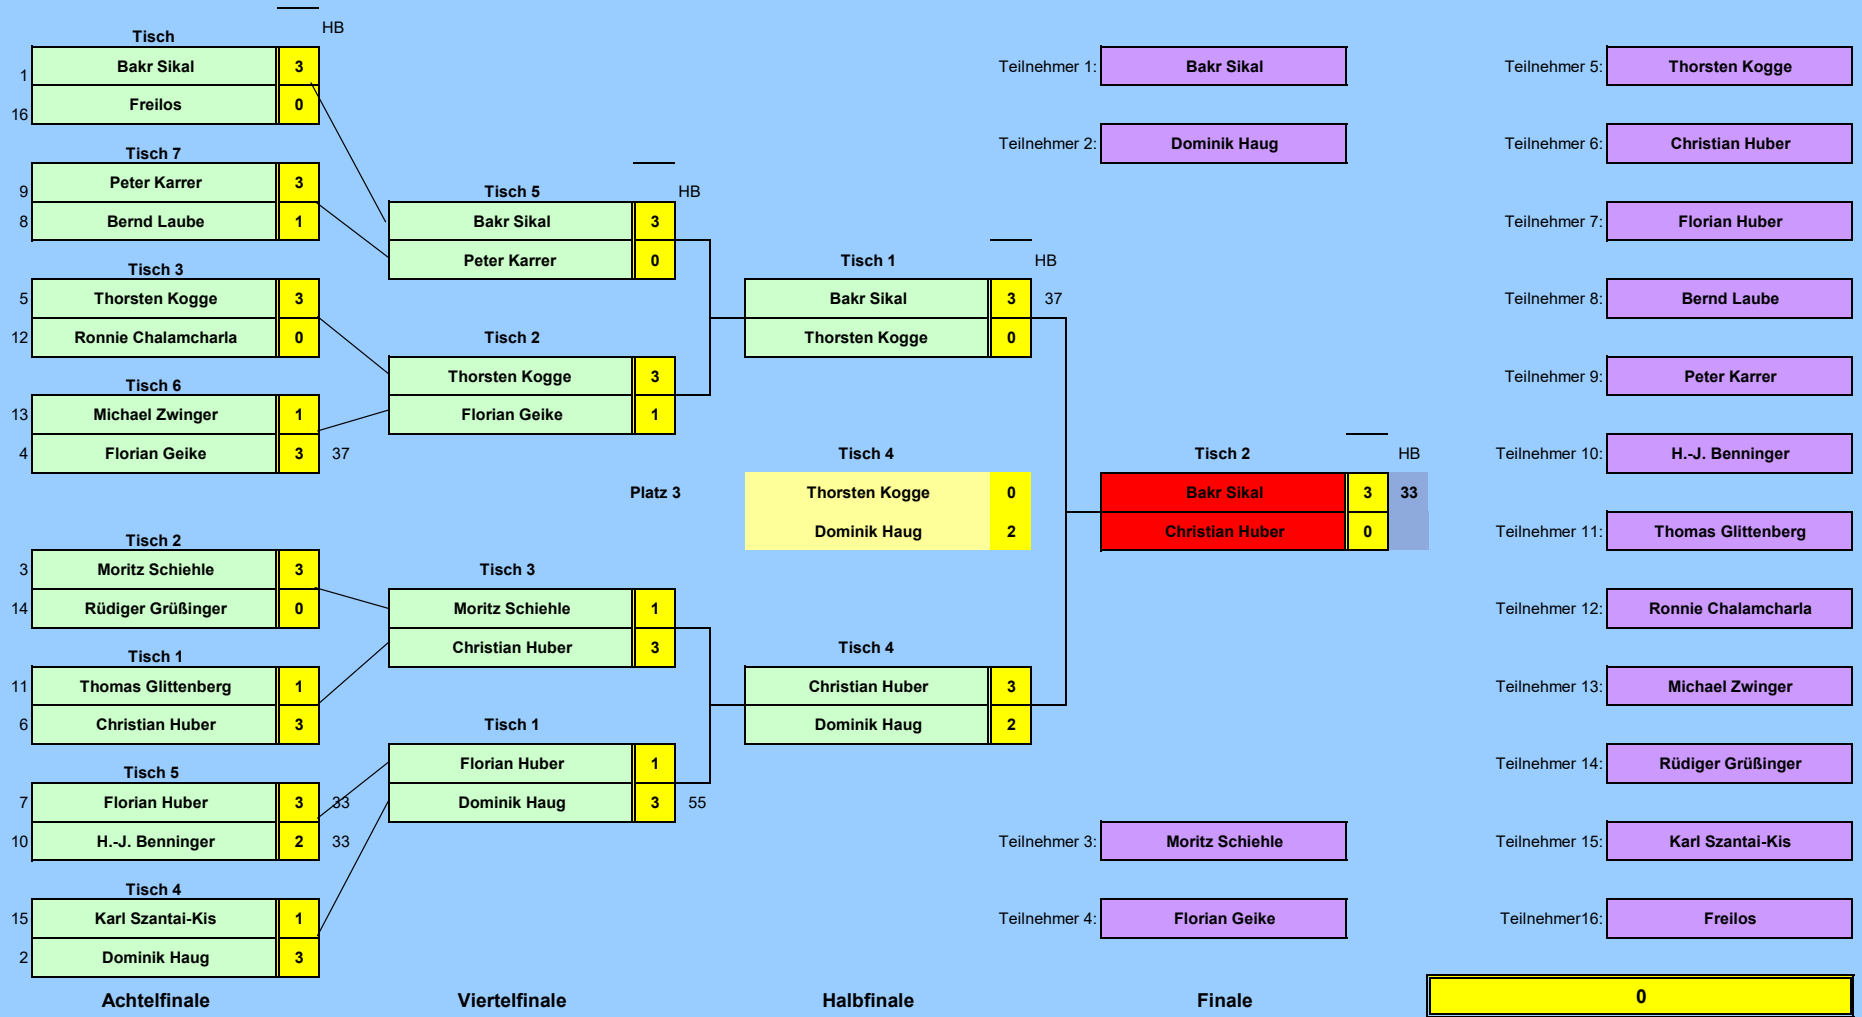 HB
Tisch
1 Bakr Sikal 3
16 Freilos 0
Tisch 7
9 Peter Karrer 3
8 Bernd Laube 1
Tisch 3
5 Thorsten Kogge 3
12 Ronnie Chalamcharla 0
Tisch 6
13 Michael Zwinger 1
4 Florian Geike 3 37
Tisch 2
3 Moritz Schiehle 3
14 Rüdiger Grüßinger 0
Tisch 1
11 Thomas Glittenberg 1
6 Christian Huber 3
Tisch 5
7 Florian Huber 3 33
10 H.-J. Benninger 2 33
Tisch 4
15 Karl Szantai-Kis 1
2 Dominik Haug 3
Achtelfinale
Tisch 5 HB
Bakr Sikal 3
Peter Karrer 0
Tisch 2
Thorsten Kogge 3
Florian Geike 1
Tisch 3
Moritz Schiehle 1
Christian Huber 3
Tisch 1
Florian Huber 1
Dominik Haug 3 55
Viertelfinale
Tisch 1 HB
Bakr Sikal 3 37
Thorsten Kogge 0
Tisch 4
Platz 3 Thorsten Kogge 0
Dominik Haug 2
Tisch 4
Christian Huber 3
Dominik Haug 2
Halbfinale
Teilnehmer 1: Bakr Sikal
Teilnehmer 2: Dominik Haug
Tisch 2 HB
Bakr Sikal 3 33
Christian Huber 0
Teilnehmer 3: Moritz Schiehle
Teilnehmer 4: Florian Geike
Finale
Teilnehmer 5: Thorsten Kogge
Teilnehmer 6: Christian Huber
Teilnehmer 7: Florian Huber
Teilnehmer 8: Bernd Laube
Teilnehmer 9: Peter Karrer
Teilnehmer 10: H.-J. Benninger
Teilnehmer 11: Thomas Glittenberg
Teilnehmer 12: Ronnie Chalamcharla
Teilnehmer 13: Michael Zwinger
Teilnehmer 14: Rüdiger Grüßinger
Teilnehmer 15: Karl Szantai-Kis
Teilnehmer16: Freilos
0